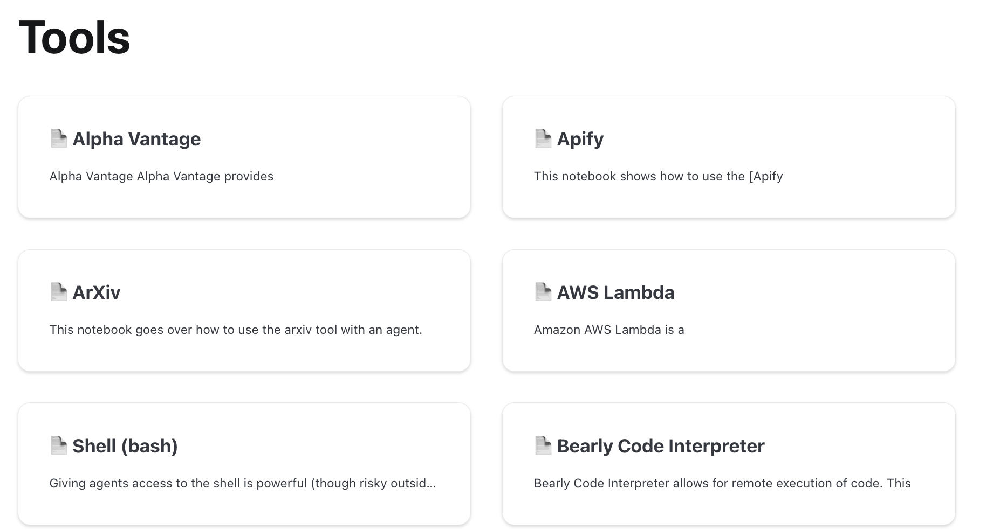 Tools
Alpha Vantage
Alpha Vantage Alpha Vantage provides
Apify
This notebook shows how to use the [Apify
ArXiv
This notebook goes over how to use the arxiv tool with an agent.
AWS Lambda
Amazon AWS Lambda is a
Shell (bash)
Giving agents access to the shell is powerful (though risky outsid...
Bearly Code Interpreter
Bearly Code Interpreter allows for remote execution of code. This